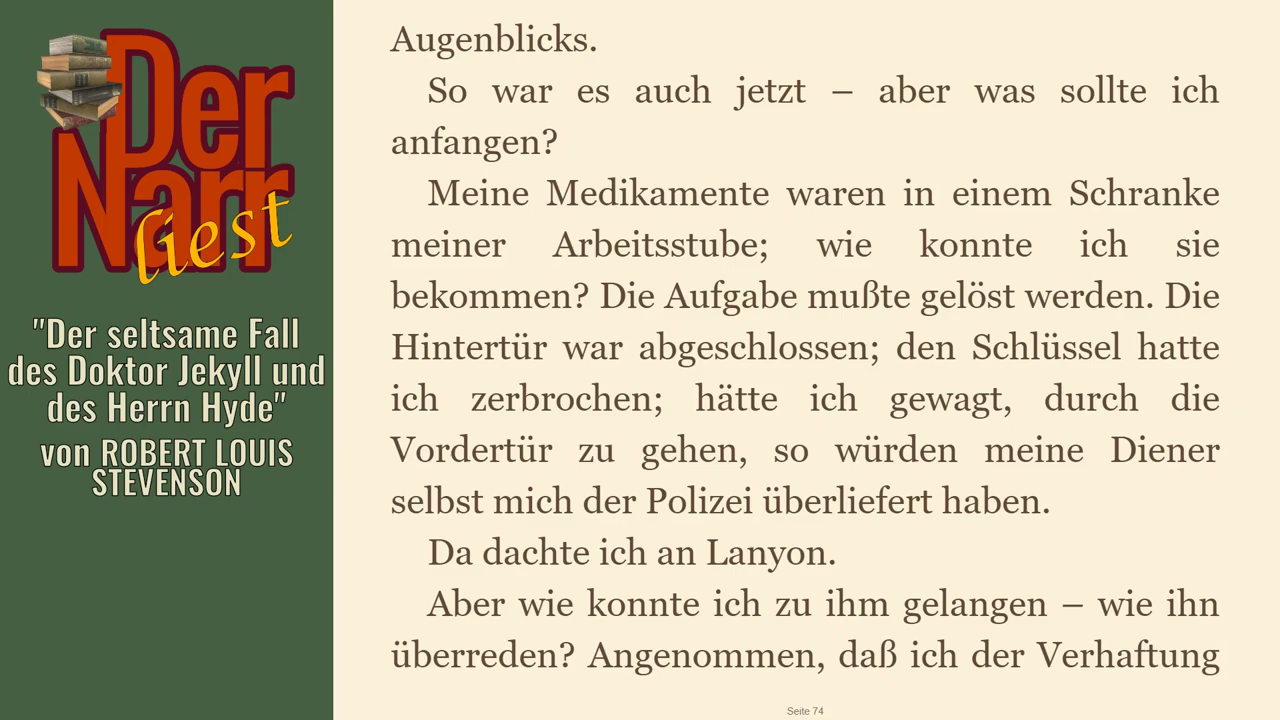 Der
Narr
liest
"Der seltsame Fall
des Doktor Jekyll und
des Herrn Hyde"
von ROBERT LOUIS
STEVENSON
Augenblicks.
So war es auch jetzt – aber was sollte ich
anfangen?
Meine Medikamente waren in einem Schranke
meiner Arbeitsstube; wie konnte ich sie
bekommen? Die Aufgabe mußte gelöst werden. Die
Hintertür war abgeschlossen; den Schlüssel hatte
ich zerbrochen; hätte ich gewagt, durch die
Vordertür zu gehen, so würden meine Diener
selbst mich der Polizei überliefert haben.
Da dachte ich an Lanyon.
Aber wie konnte ich zu ihm gelangen – wie ihn
überreden? Angenommen, daß ich der Verhaftung
Seite 74